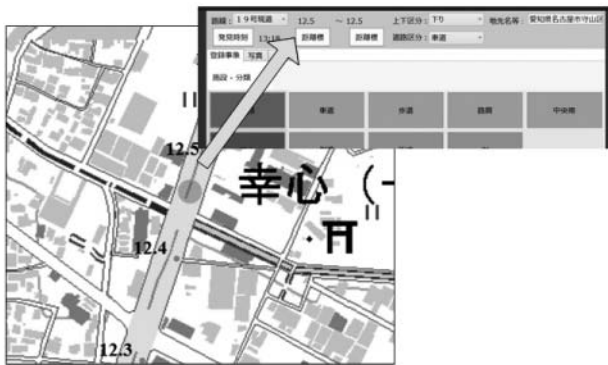 路線： 19号現道 12.5 ～ 12.5 上下区分： 下り 地先名等： 愛知県名古屋市守山区
発見時刻 13:18 距離標 距離標 道路区分： 車道
登録事象 写真
施設・分類
車道 歩道 路肩 中央帯
12.5
幸心 (一
12.4
12.3